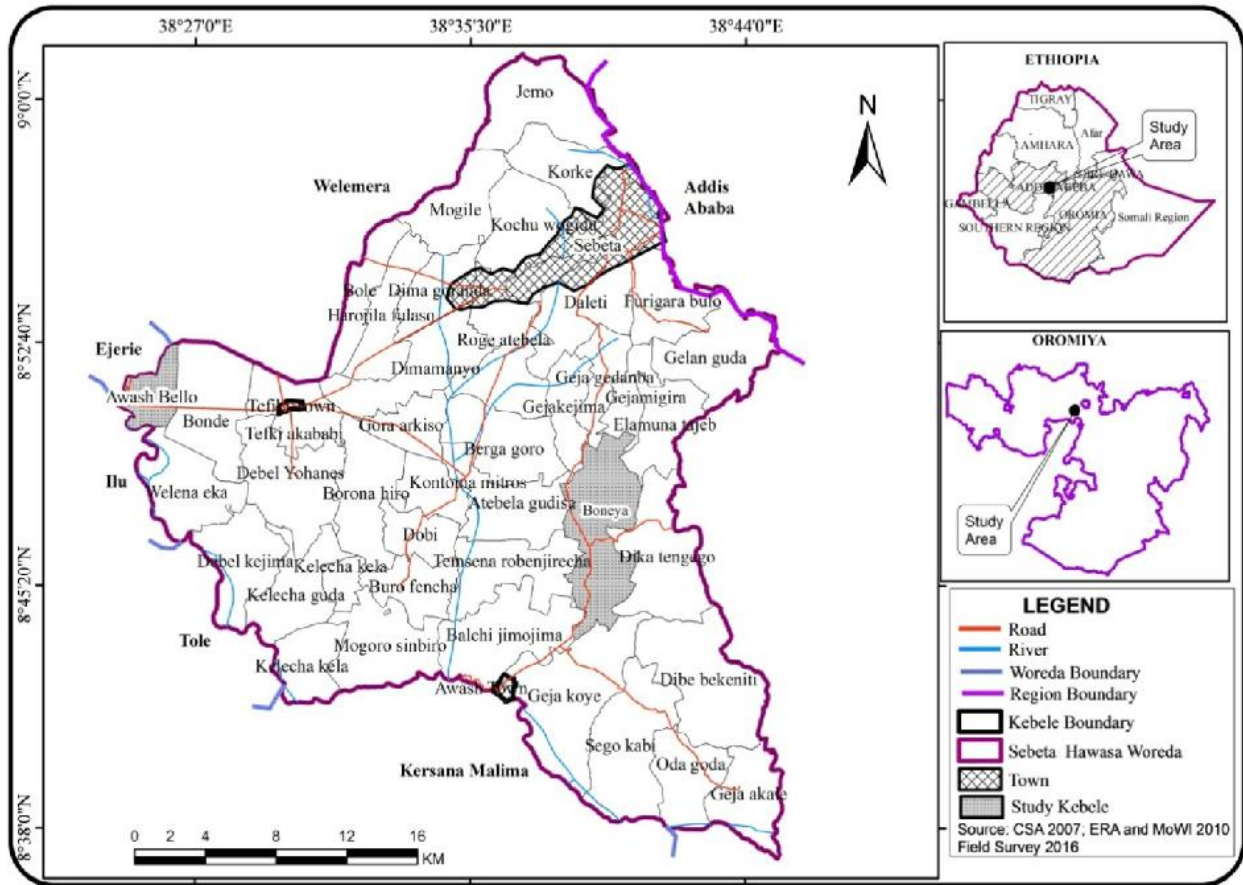 38°27'0"E
38°35'30"E
38°44'0"E
9°0'0"N
8°52'40"N
8°45'20"N
8°38'0"N
N
Jemo
Korke
Welemera
Addis
Ababa
Mogile
Kochu wogidu
Sebeta
Bole
Dima guranda
Daleti
Furigara bulo
Harojila fulaso
Roge atebela
Ejerie
Gelan guda
Dimamanyo
Geja gedanba
Awash Bello
Gejakejima
Gejamigira
Bonde
Tefki town
Gora arkiso
Elamuna tajeb
Tefki akababi
Berga goro
Debel Yohanes
Ilu
Kontoma mitros
Welena eka
Borona hiro
Atebela gudisa
Boneya
Dobi
Dabel kejima
Kelecha kela
Temsena robenjirecha
Dika tengego
Kelecha guda
Buro fencha
Tole
Balchi jimojima
Mogoro sinbiro
Kelecha kela
Dibe bekeniti
Awash Town
Geja koye
Sego kabi
Kersana Malima
Oda goda
Geja akale
0 2 4 8 12 16
KM
ETHIOPIA
TIGRAY
Afar
Study
Area
AMHARA
GAMBELLA
OROMIA
Somali Region
SOUTHERN REGION
OROMIYA
Study
Area
LEGEND
Road
River
Woreda Boundary
Region Boundary
Kebele Boundary
Sebeta Hawasa Woreda
Town
Study Kebele
Source: CSA 2007; ERA and MoWI 2010
Field Survey 2016